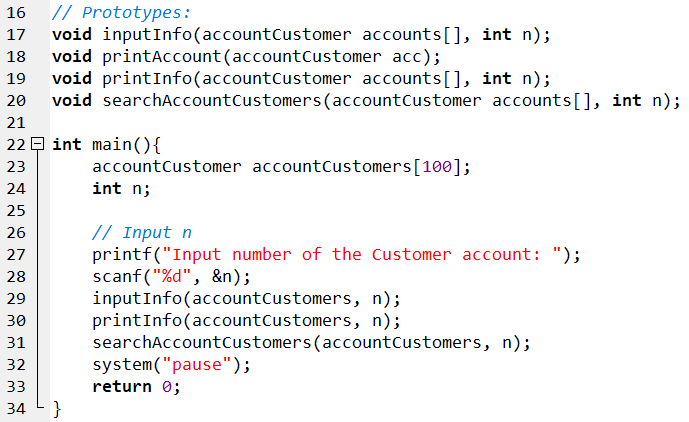 16 // Prototypes:
17 void inputInfo(accountCustomer accounts[], int n);
18 void printAccount(accountCustomer acc);
19 void printInfo(accountCustomer accounts[], int n);
20 void searchAccountCustomers(accountCustomer accounts[], int n);
21
22 int main(){
23 accountCustomer accountCustomers[100];
24 int n;
25
26 // Input n
27 printf("Input number of the Customer account: ");
28 scanf("%d", &n);
29 inputInfo(accountCustomers, n);
30 printInfo(accountCustomers, n);
31 searchAccountCustomers(accountCustomers, n);
32 system("pause");
33 return 0;
34 }